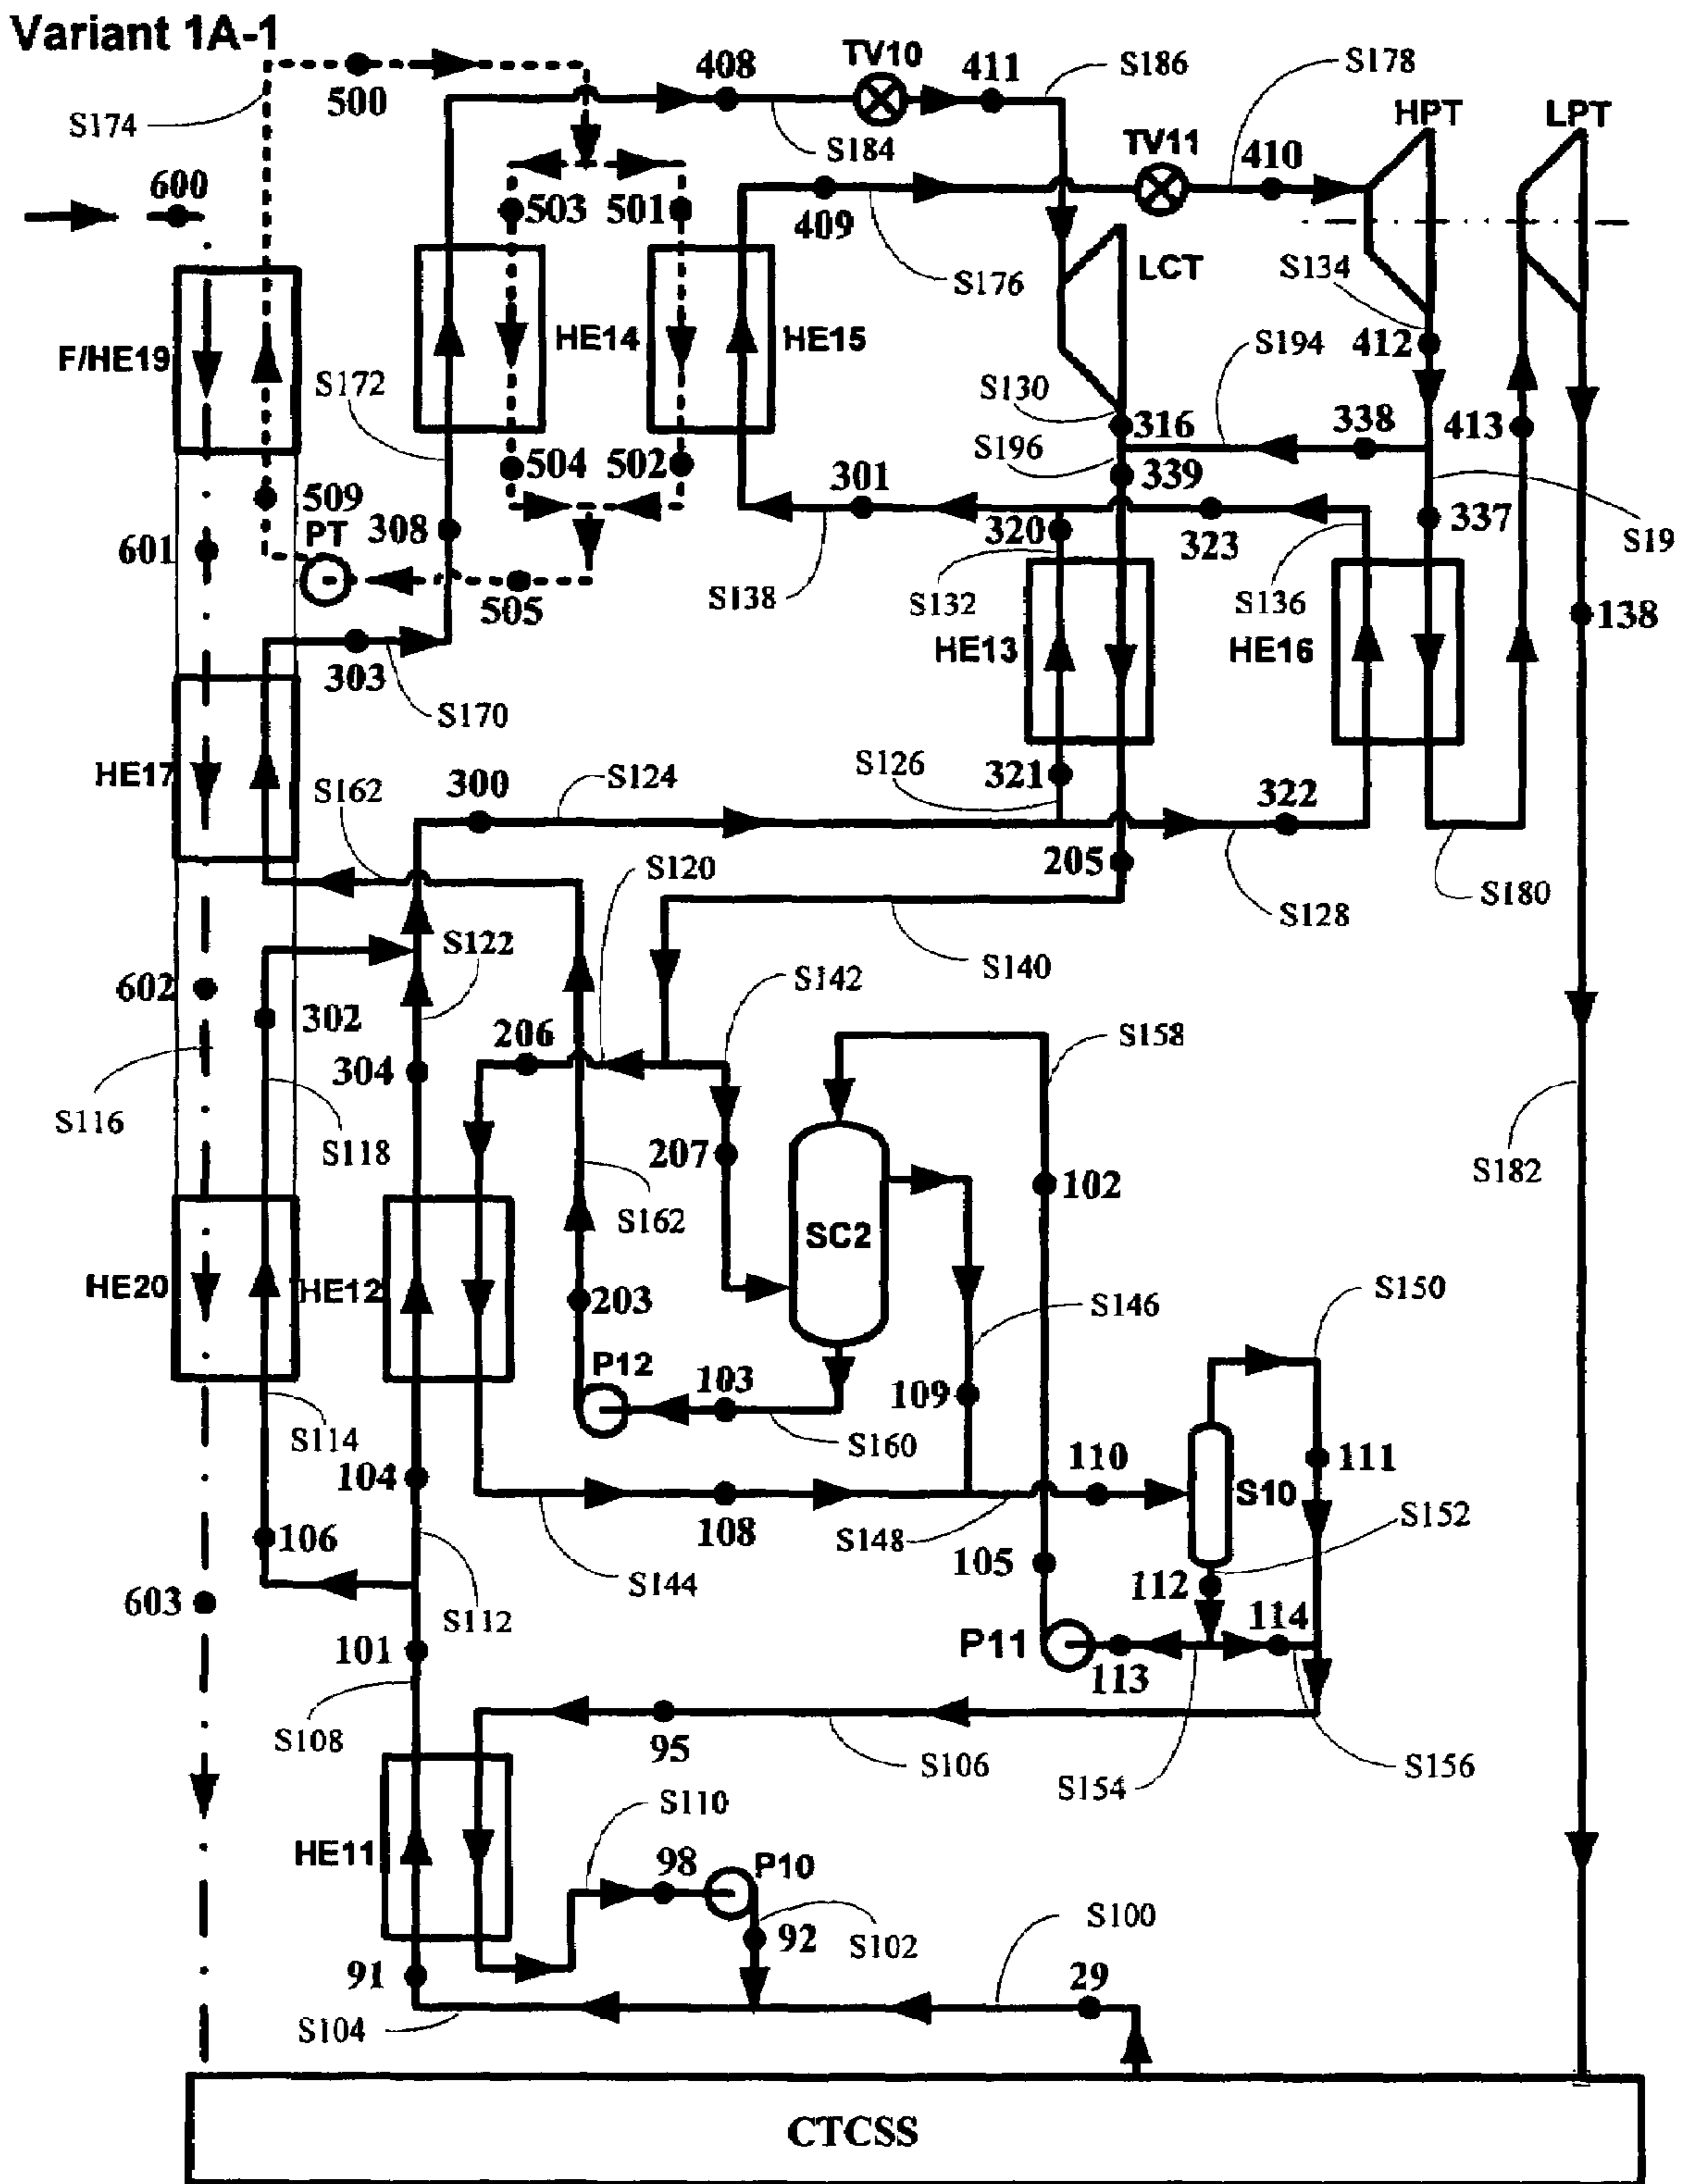 Variant 1A-1
TV10
408
411
S186
S178
500
S174
HPT
LPT
S184
TV11
410
600
503
501
409
LCT
S134
S176
F/HE19
HE14
HE15
S194
412
S172
S130
316
338
413
S196
504
502
301
339
509
PT
308
320
323
337
S19
601
505
S138
S132
S136
138
303
HE13
HE16
S170
HE17
S162
300
S124
S126
321
322
S120
205
S180
S128
S122
S140
S142
602
302
206
S158
304
S116
S118
207
102
S182
S162
SC2
HE20
HE12
203
S146
S150
P12
103
109
S114
S160
104
110
111
S10
106
108
S148
105
S152
S144
112
603
S112
114
101
P11
113
S108
95
S106
S154
S156
S110
HE11
98
P10
S100
92
S102
91
29
S104
CTCSS